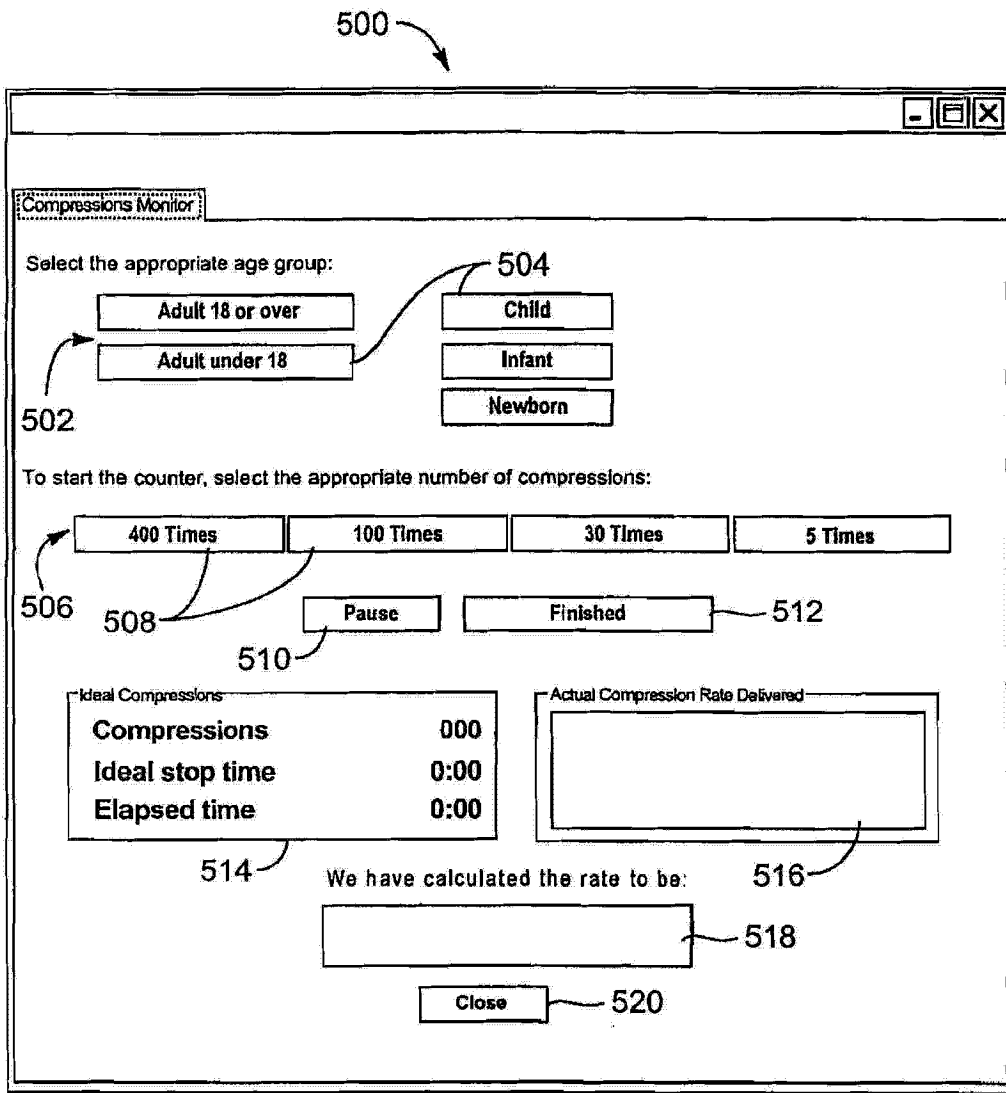 500
Compressions Monitor
Select the appropriate age group:
504
Adult 18 or over
Child
Adult under 18
Infant
502
Newborn
To start the counter, select the appropriate number of compressions:
400 Times
100 Times
30 Times
5 Times
506
508
Pause
Finished
512
510
Ideal Compressions
Actual Compression Rate Delivered
Compressions 000
Ideal stop time 0:00
Elapsed time 0:00
514
516
We have calculated the rate to be:
518
Close
520